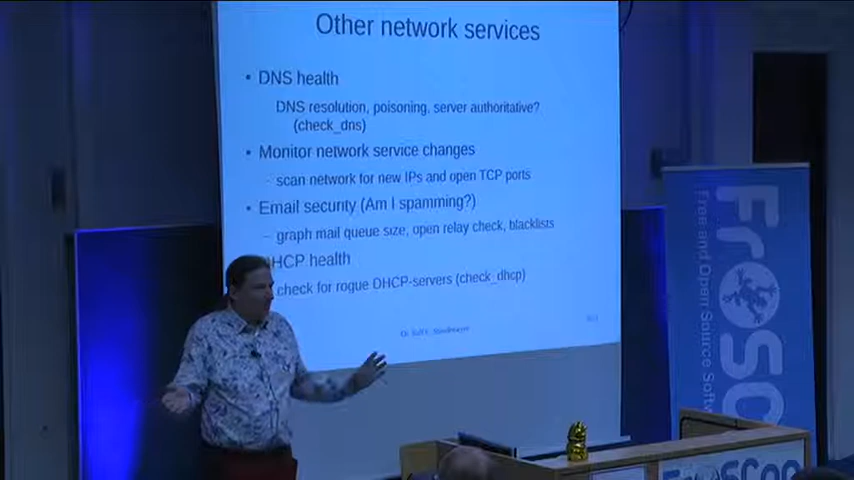 Other network services
• DNS health
DNS resolution, poisoning, server authoritative?
(check_dns)
• Monitor network service changes
– scan network for new IPs and open TCP ports
• Email security (Am I spamming?)
– graph mail queue size, open relay check, blacklists
HCP health
check for rogue DHCP-servers (check_dhcp)
FrOSCon
Free and Open Source Softw
FrOSCon